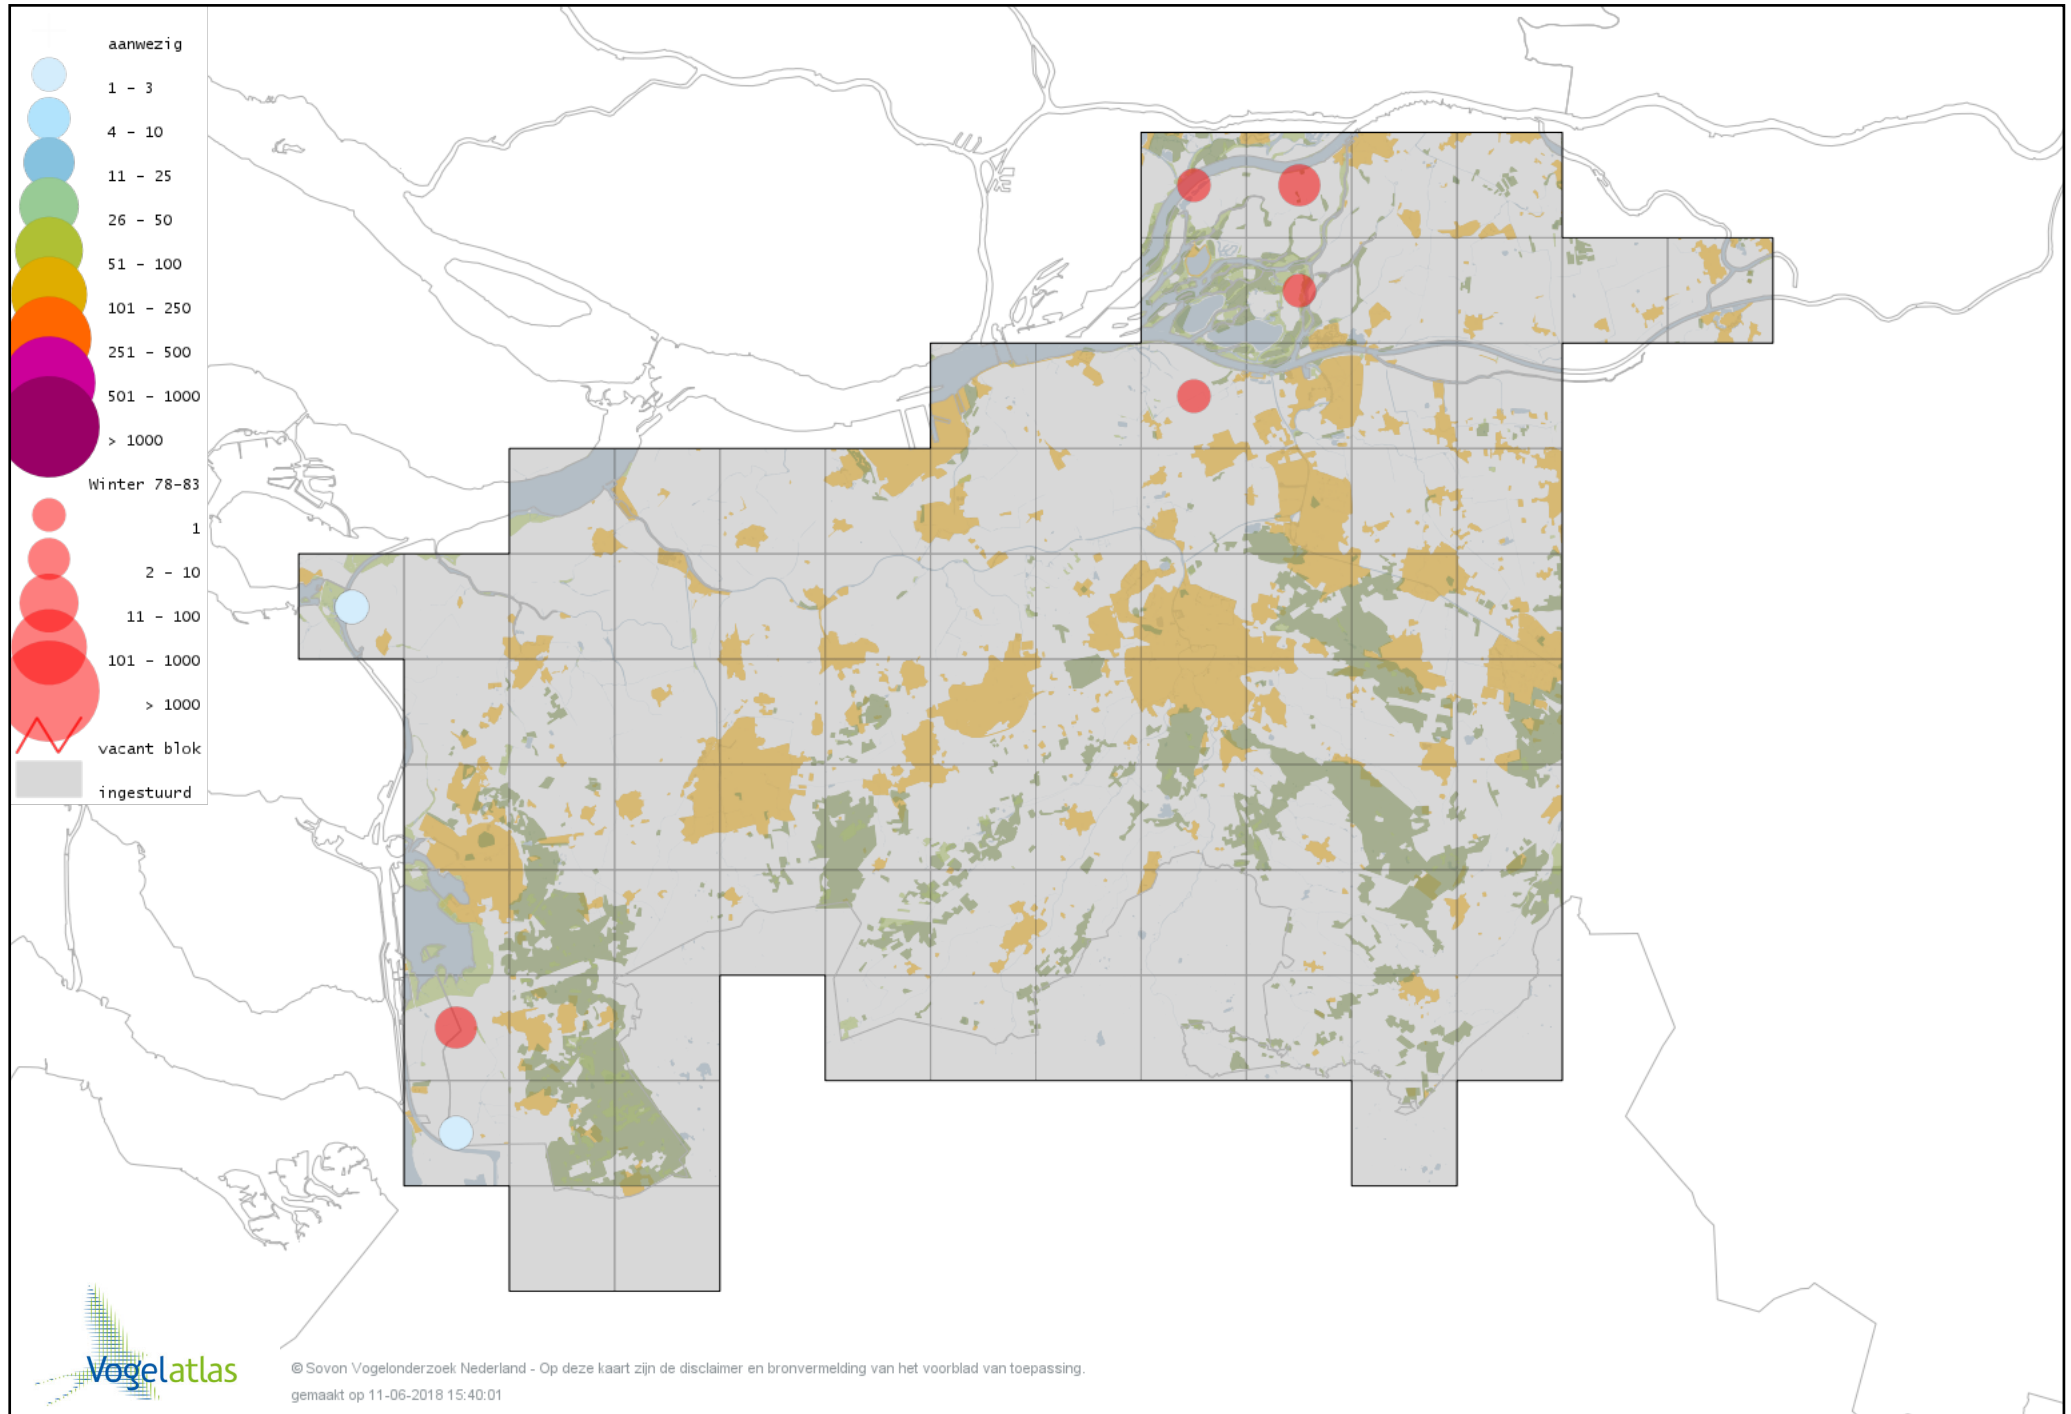 aanwezig
1 - 3
4 - 10
11 - 25
26 - 50
51 - 100
101 - 250
251 - 500
501 - 1000
> 1000
Winter 78-83
1
2 - 10
11 - 100
101 - 1000
> 1000
vacant blok
ingestuurd
Vogelatlas
© Sovon Vogelonderzoek Nederland - Op deze kaart zijn de disclaimer en bronvermelding van het voorblad van toepassing.
gemaakt op 11-06-2018 15:40:01